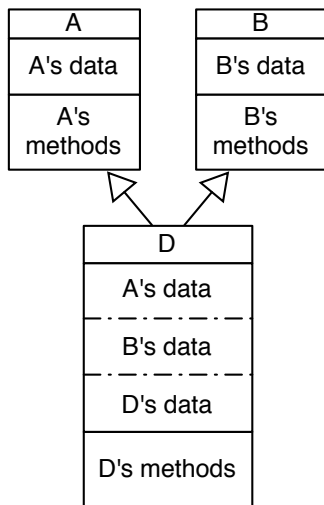 A
A's data
A's
methods
B
B's data
B's
methods
D
A's data
B's data
D's data
D's methods